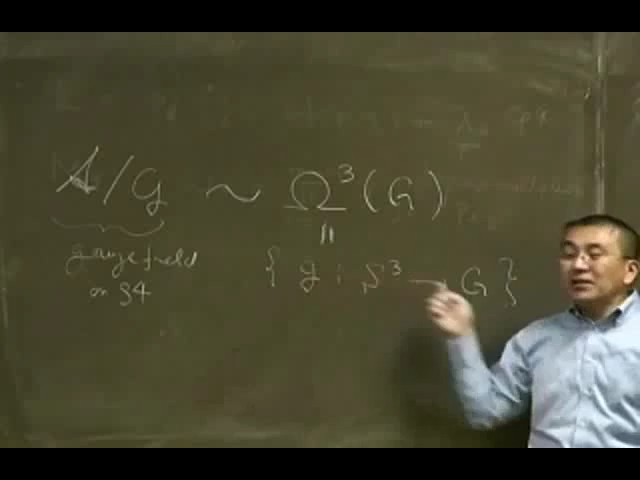 A/G ~ Ω³(G)
gauge field
on S4
=
{ g : S³ → G }